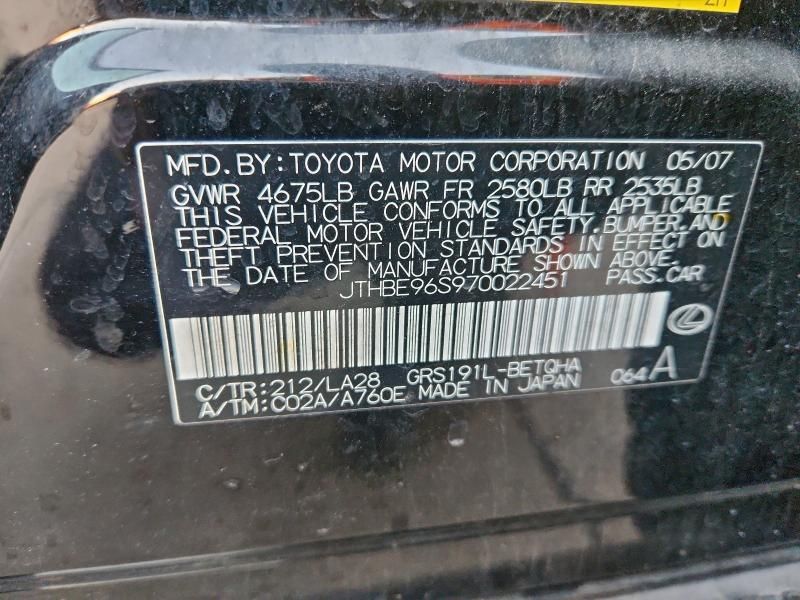 MFD. BY: TOYOTA MOTOR CORPORATION 05/07
GVWR 4675LB GAWR FR 2580LB RR 2535LB
THIS VEHICLE CONFORMS TO ALL APPLICABLE
FEDERAL MOTOR VEHICLE SAFETY, BUMPER, AND
THEFT PREVENTION STANDARDS IN EFFECT ON
THE DATE OF MANUFACTURE SHOWN ABOVE.
JTHBE96S970022451 PASS. CAR
C/TR: 212/LA28 GRS191L-BETQHA 064A
A/TM: C02A/A760E MADE IN JAPAN